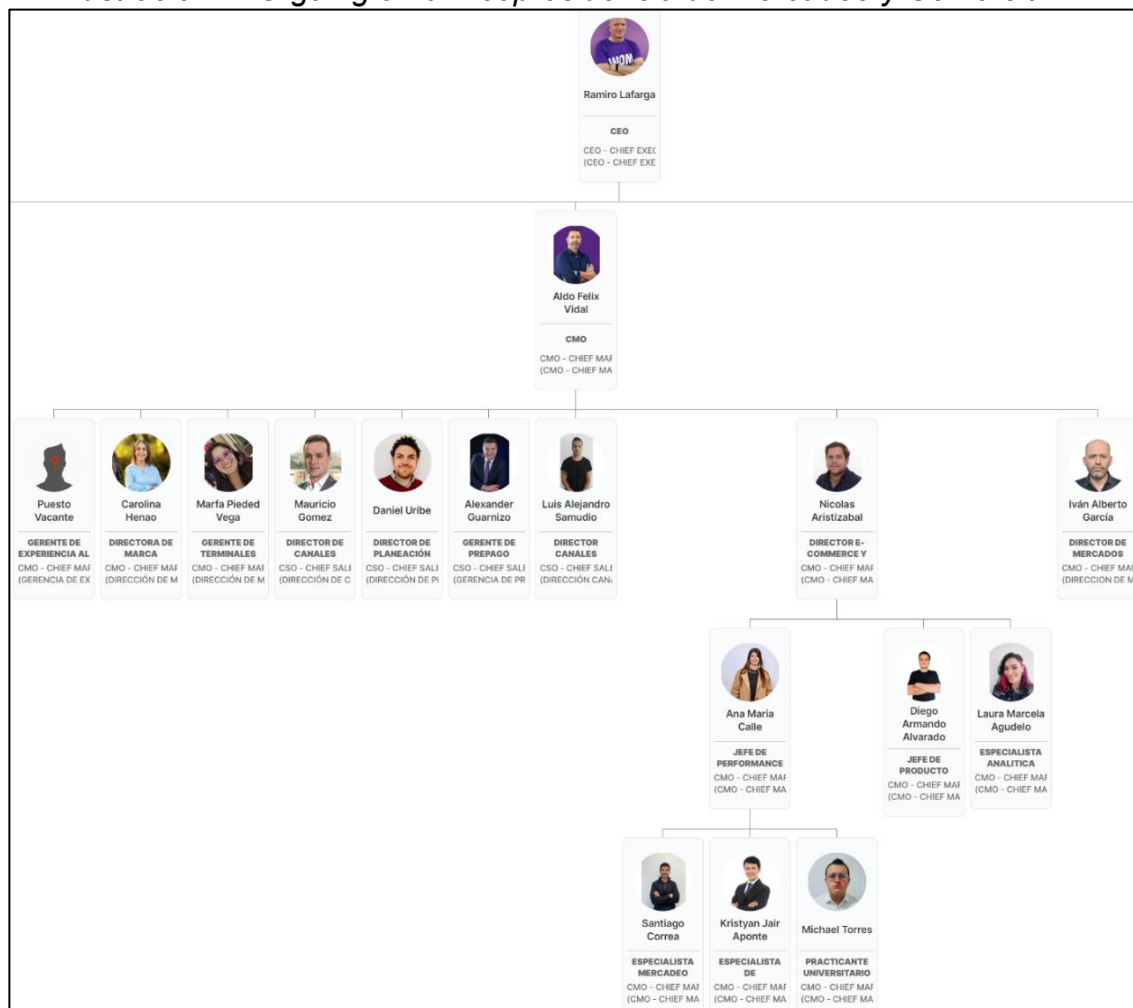 WOM
Ramiro Lafarga
CEO
CEO - CHIEF EXEC
(CEO - CHIEF EXE
Aldo Felix
Vidal
CMO
CMO - CHIEF MAR
(CMO - CHIEF MA
Puesto
Vacante
GERENTE DE
EXPERIENCIA AL
CMO - CHIEF MAR
(GERENCIA DE EX
Carolina
Henao
DIRECTORA DE
MARCA
CMO - CHIEF MAR
(DIRECCIÓN DE M
Marfa Pieded
Vega
GERENTE DE
TERMINALES
CMO - CHIEF MAR
(DIRECCIÓN DE M
Mauricio
Gomez
DIRECTOR DE
CANALES
CSO - CHIEF SALE
(DIRECCIÓN DE C
Daniel Uribe
DIRECTOR DE
PLANEACIÓN
CSO - CHIEF SALE
(DIRECCIÓN DE PL
Alexander
Guarnizo
GERENTE DE
PREPAGO
CSO - CHIEF SALE
(GERENCIA DE PR
Luis Alejandro
Samudio
DIRECTOR
CANALES
CSO - CHIEF SALE
(DIRECCIÓN CAN
Nicolas
Aristizabal
DIRECTOR E-
COMMERCE Y
CMO - CHIEF MAR
(CMO - CHIEF MA
Iván Alberto
García
DIRECTOR DE
MERCADOS
CMO - CHIEF MAR
(DIRECCION DE M
Ana Maria
Calle
JEFE DE
PERFORMANCE
CMO - CHIEF MAR
(CMO - CHIEF MA
Diego
Armando
Alvarado
JEFE DE
PRODUCTO
CMO - CHIEF MAR
(CMO - CHIEF MA
Laura Marcela
Agudelo
ESPECIALISTA
ANALITICA
CMO - CHIEF MAR
(CMO - CHIEF MA
Santiago
Correa
ESPECIALISTA
MERCADEO
CMO - CHIEF MAR
(CMO - CHIEF MA
Kristyan Jair
Aponte
ESPECIALISTA
DE
CMO - CHIEF MAR
(CMO - CHIEF MA
Michael Torres
PRACTICANTE
UNIVERSITARIO
CMO - CHIEF MAR
(CMO - CHIEF MA